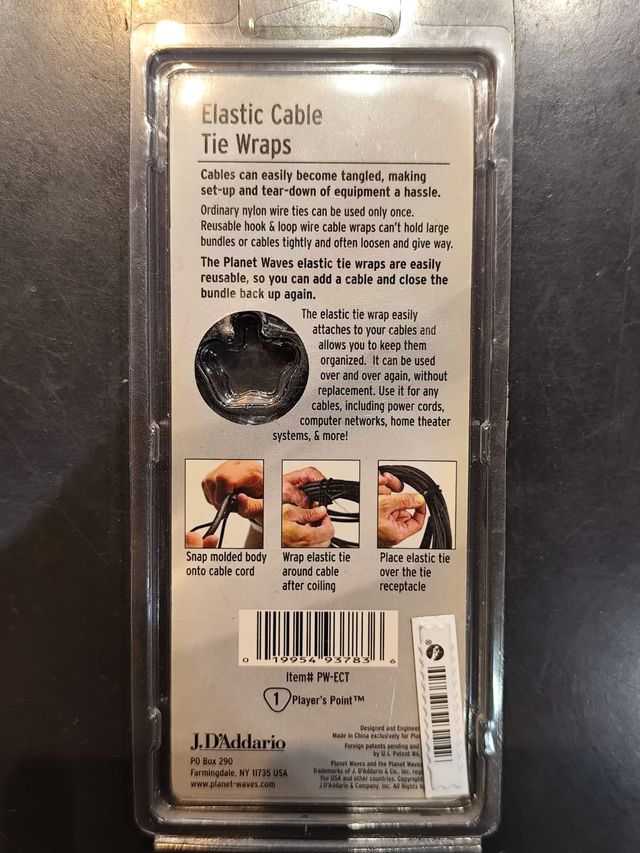 Elastic Cable
Tie Wraps
Cables can easily become tangled, making
set-up and tear-down of equipment a hassle.
Ordinary nylon wire ties can be used only once.
Reusable hook & loop wire cable wraps can't hold large
bundles or cables tightly and often loosen and give way.
The Planet Waves elastic tie wraps are easily
reusable, so you can add a cable and close the
bundle back up again.
The elastic tie wrap easily
attaches to your cables and
allows you to keep them
organized. It can be used
over and over again, without
replacement. Use it for any
cables, including power cords,
computer networks, home theater
systems, & more!
Snap molded body
onto cable cord
Wrap elastic tie
around cable
after coiling
Place elastic tie
over the tie
receptacle
0 19954 93783 6
Item# PW-ECT
1 Player's Point™
J.D'Addario
PO Box 290
Farmingdale, NY 11735 USA
www.planet-waves.com
Designed and Engineer
Made in China exclusively for Pla
Foreign patents pending and
by U.S. Patent
Planet Waves and the Planet Waves
Trademarks of J. D'Addario & Co., Inc. reg
the USA and other countries. Copyright
J.D'Addario & Company, Inc. All Rights